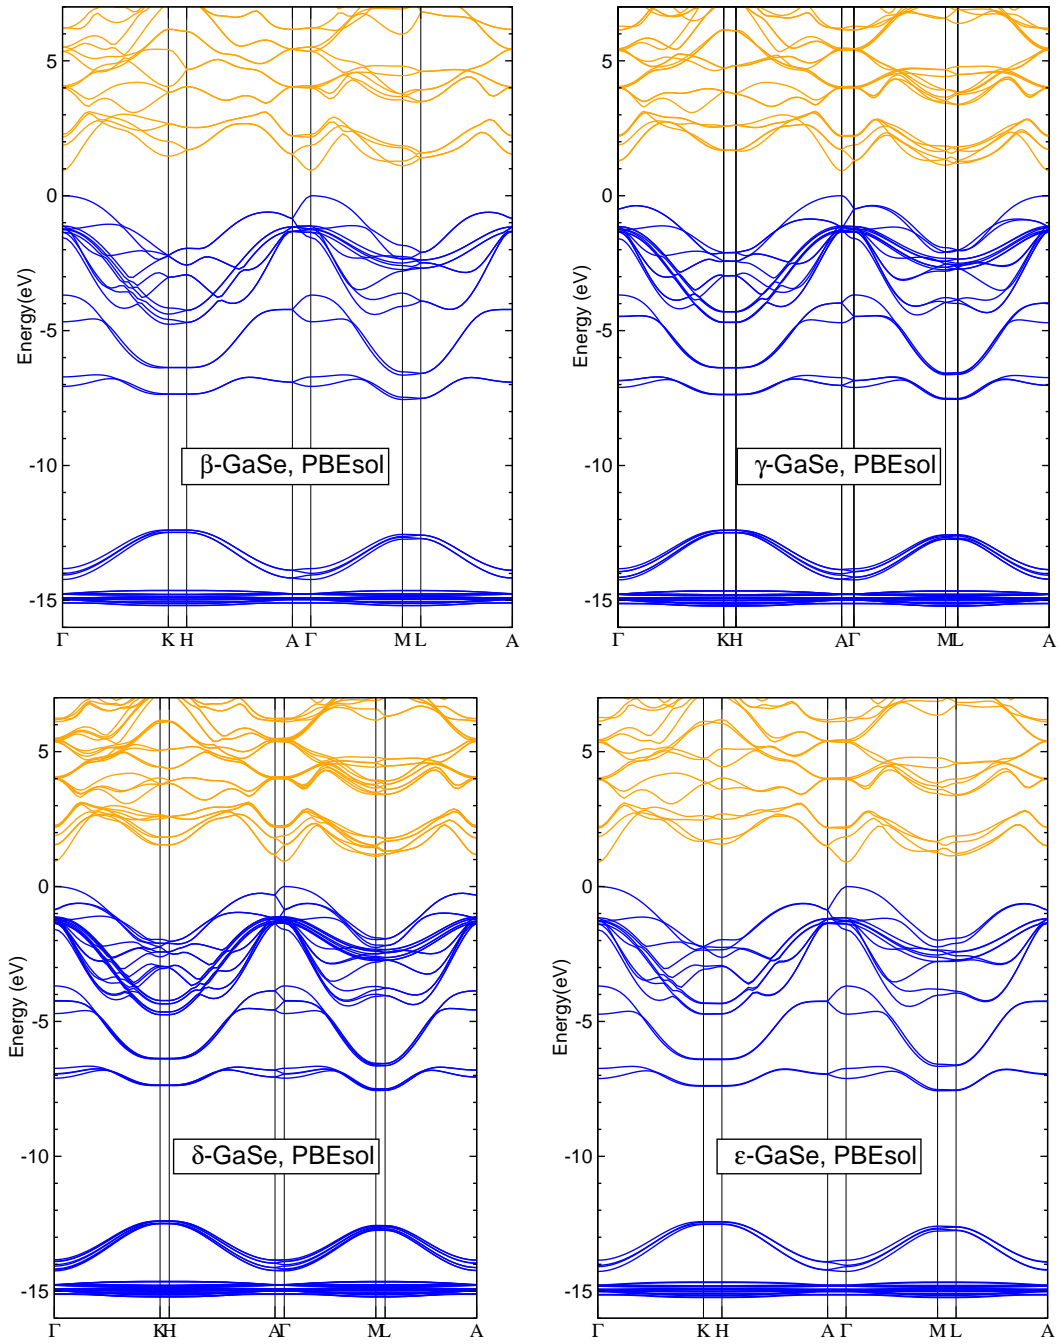 5
0
-5
-10
-15
Energy(eV)
β-GaSe, PBEsol
Γ K H A Γ M L A
5
0
-5
-10
-15
Energy (eV)
γ-GaSe, PBEsol
Γ K H A Γ M L A
5
0
-5
-10
-15
Energy (eV)
δ-GaSe, PBEsol
Γ K H A Γ M L A
5
0
-5
-10
-15
Energy(eV)
ε-GaSe, PBEsol
Γ K H A Γ M L A